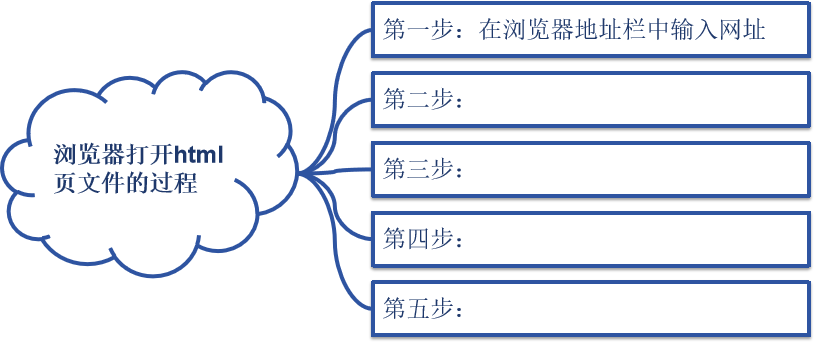 浏览器打开html
页文件的过程
第一步：在浏览器地址栏中输入网址
第二步：
第三步：
第四步：
第五步：